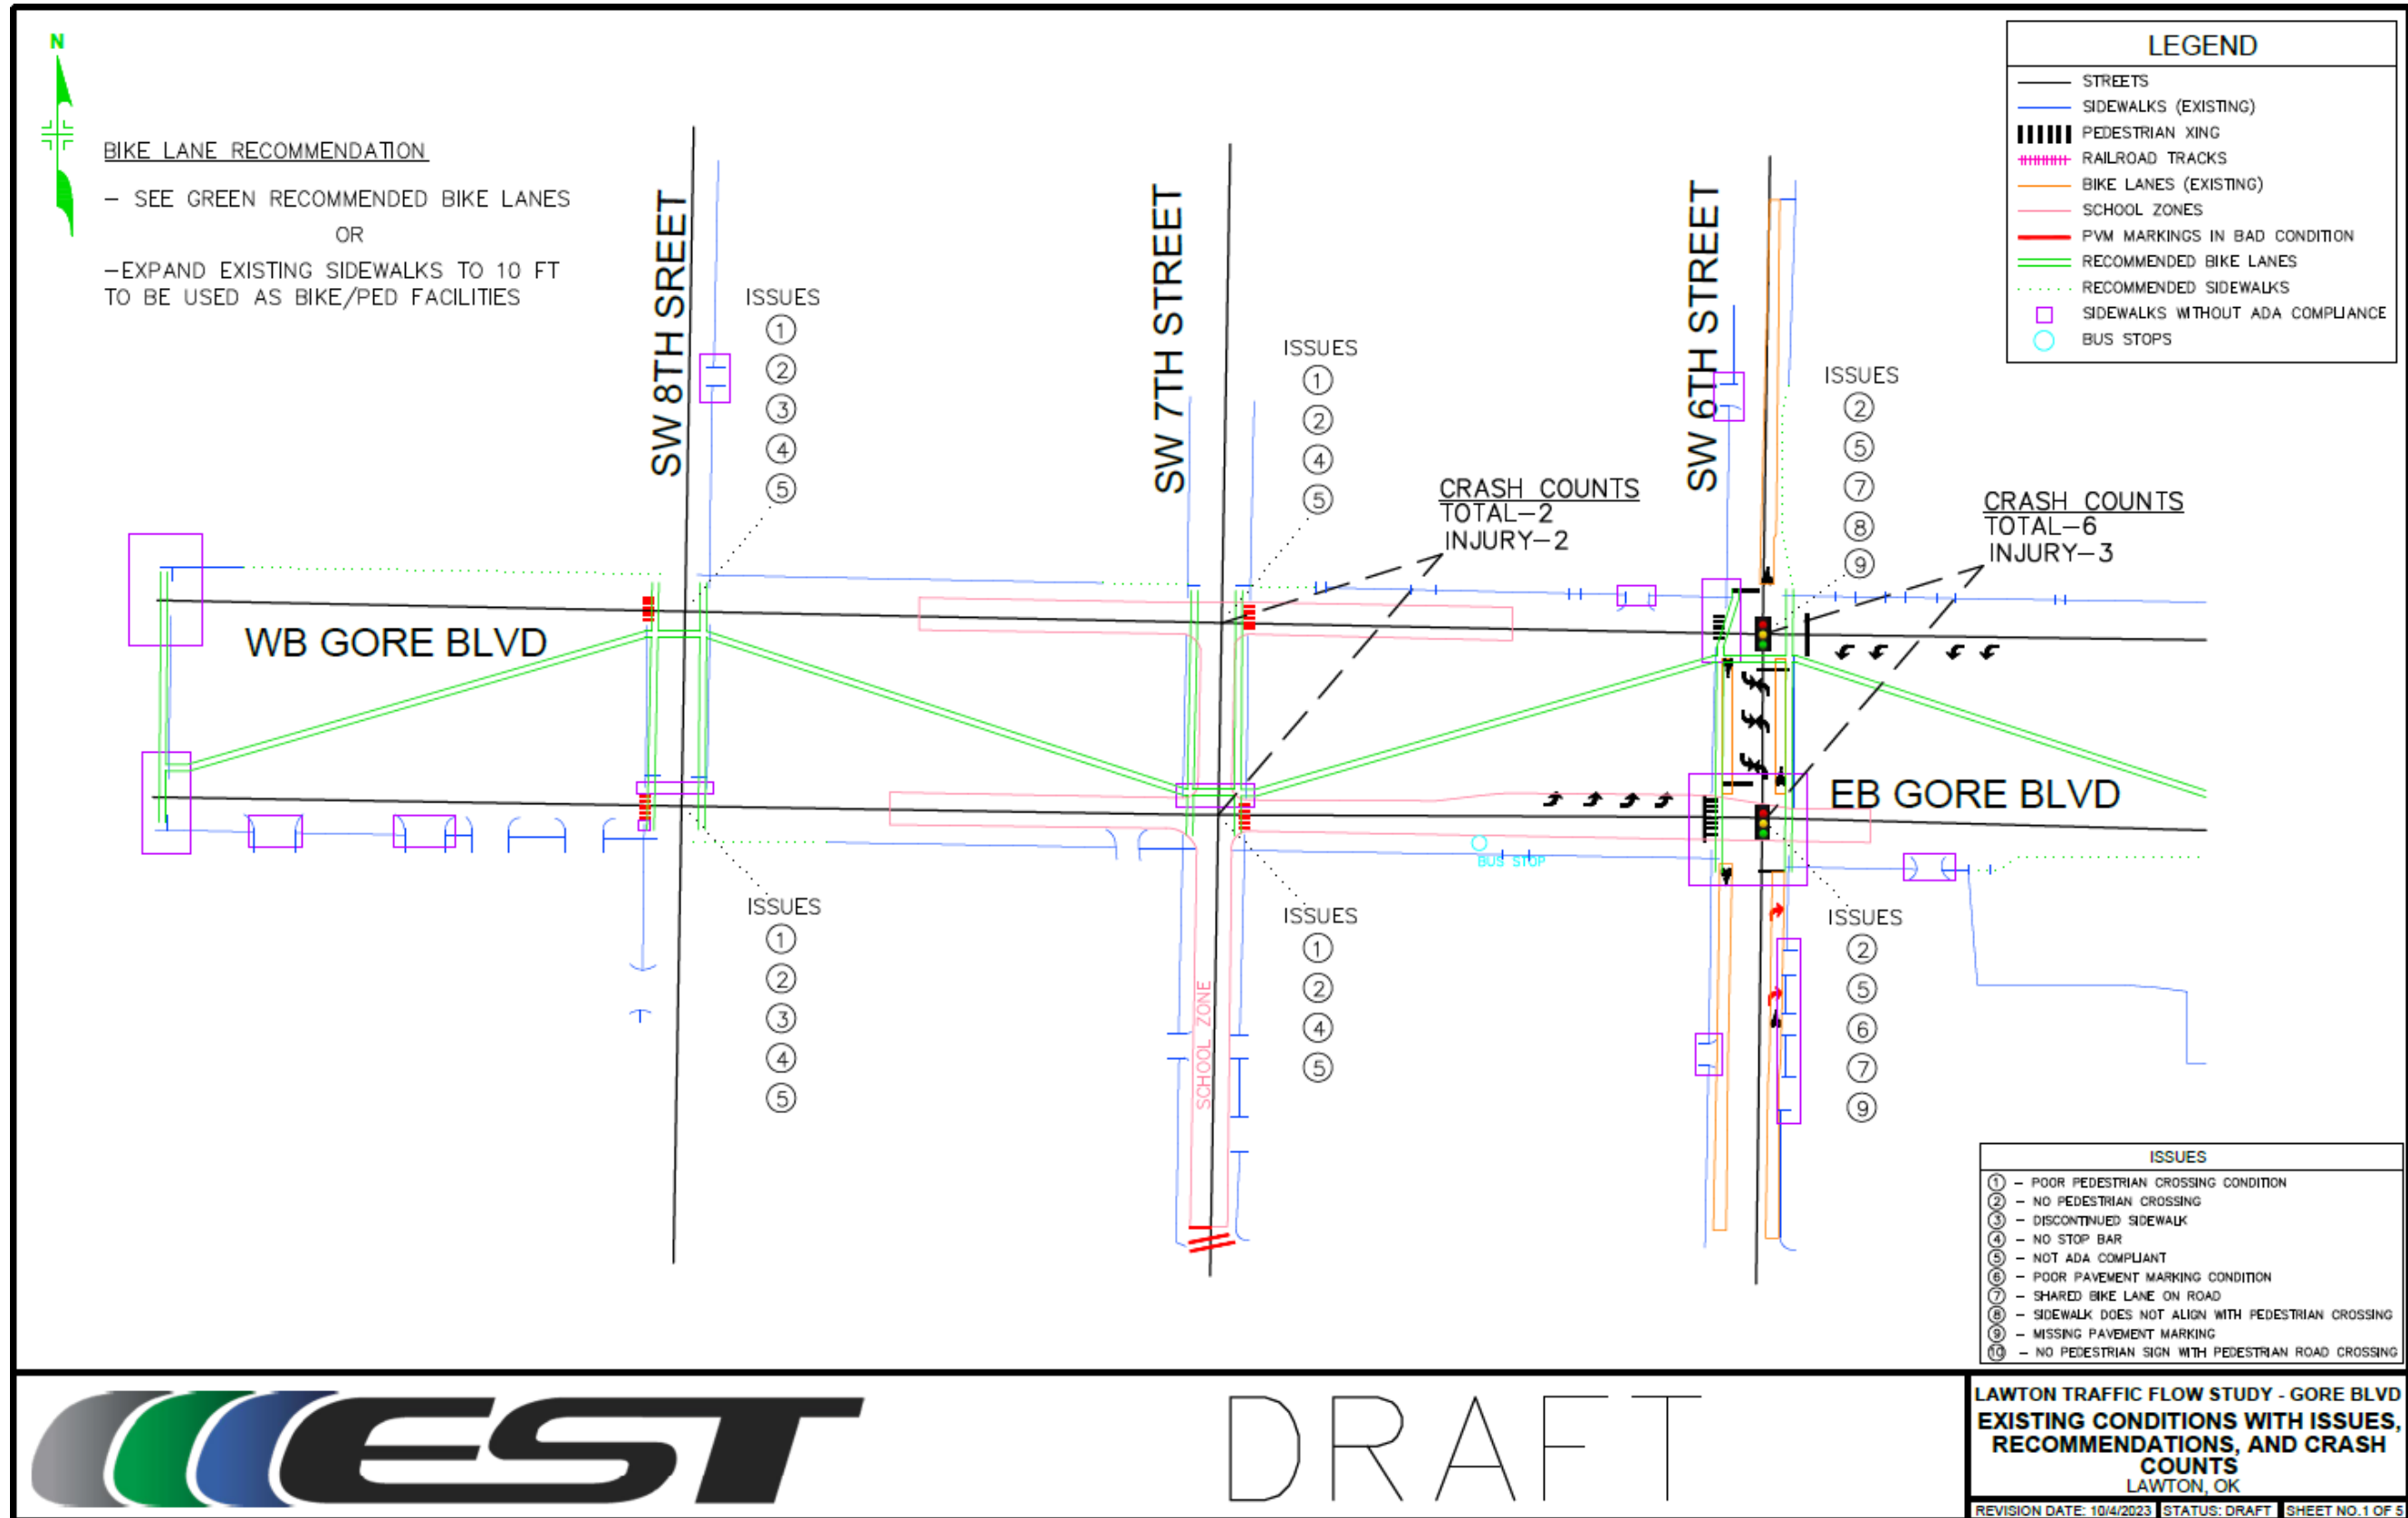 N
BIKE LANE RECOMMENDATION
– SEE GREEN RECOMMENDED BIKE LANES
OR
–EXPAND EXISTING SIDEWALKS TO 10 FT
TO BE USED AS BIKE/PED FACILITIES
LEGEND
STREETS
SIDEWALKS (EXISTING)
PEDESTRIAN XING
RAILROAD TRACKS
BIKE LANES (EXISTING)
SCHOOL ZONES
PVM MARKINGS IN BAD CONDITION
RECOMMENDED BIKE LANES
RECOMMENDED SIDEWALKS
SIDEWALKS WITHOUT ADA COMPLIANCE
BUS STOPS
SW 8TH SREET
ISSUES
1
2
3
4
5
SW 7TH STREET
ISSUES
1
2
4
5
CRASH COUNTS
TOTAL–2
INJURY–2
SW 6TH STREET
ISSUES
2
5
7
8
9
CRASH COUNTS
TOTAL–6
INJURY–3
WB GORE BLVD
EB GORE BLVD
BUS STOP
ISSUES
1
2
3
4
5
SCHOOL ZONE
ISSUES
1
2
4
5
ISSUES
2
5
6
7
9
ISSUES
1 – POOR PEDESTRIAN CROSSING CONDITION
2 – NO PEDESTRIAN CROSSING
3 – DISCONTINUED SIDEWALK
4 – NO STOP BAR
5 – NOT ADA COMPLIANT
6 – POOR PAVEMENT MARKING CONDITION
7 – SHARED BIKE LANE ON ROAD
8 – SIDEWALK DOES NOT ALIGN WITH PEDESTRIAN CROSSING
9 – MISSING PAVEMENT MARKING
10 – NO PEDESTRIAN SIGN WITH PEDESTRIAN ROAD CROSSING
EST
DRAFT
LAWTON TRAFFIC FLOW STUDY - GORE BLVD
EXISTING CONDITIONS WITH ISSUES,
RECOMMENDATIONS, AND CRASH
COUNTS
LAWTON, OK
REVISION DATE: 10/4/2023 STATUS: DRAFT SHEET NO.1 OF 5